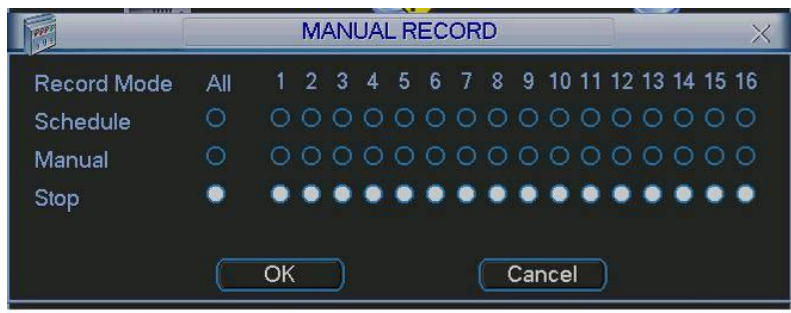 MANUAL RECORD
Record Mode All 1 2 3 4 5 6 7 8 9 10 11 12 13 14 15 16
Schedule
Manual
Stop
OK Cancel